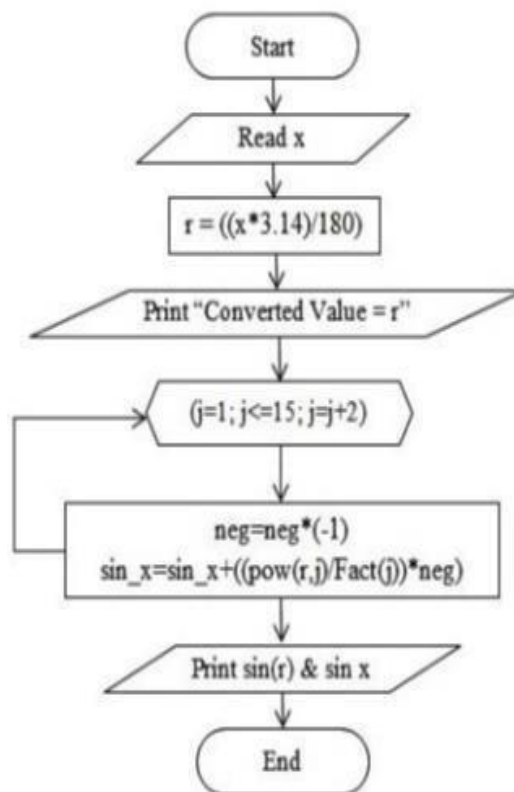 Start
Read x
r = ((x*3.14)/180)
Print “Converted Value = r”
(j=1; j<=15; j=j+2)
neg=neg*(-1)
sin_x=sin_x+((pow(r,j)/Fact(j))*neg)
Print sin(r) & sin x
End